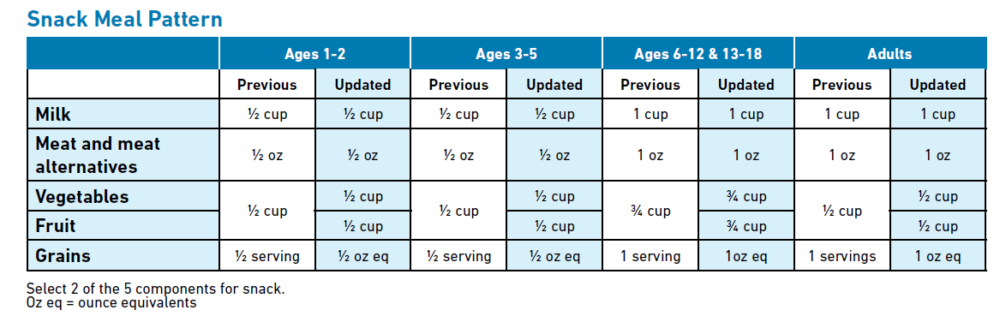 Snack Meal Pattern
Ages 1-2 Ages 3-5 Ages 6-12 & 13-18 Adults
Previous Updated Previous Updated Previous Updated Previous Updated
Milk ½ cup ½ cup ½ cup ½ cup 1 cup 1 cup 1 cup 1 cup
Meat and meat
alternatives ½ oz ½ oz ½ oz ½ oz 1 oz 1 oz 1 oz 1 oz
Vegetables ½ cup ½ cup ½ cup ½ cup ¾ cup ¾ cup ½ cup ½ cup
Fruit ½ cup ½ cup ¾ cup ½ cup
Grains ½ serving ½ oz eq ½ serving ½ oz eq 1 serving 1oz eq 1 servings 1 oz eq
Select 2 of the 5 components for snack.
Oz eq = ounce equivalents